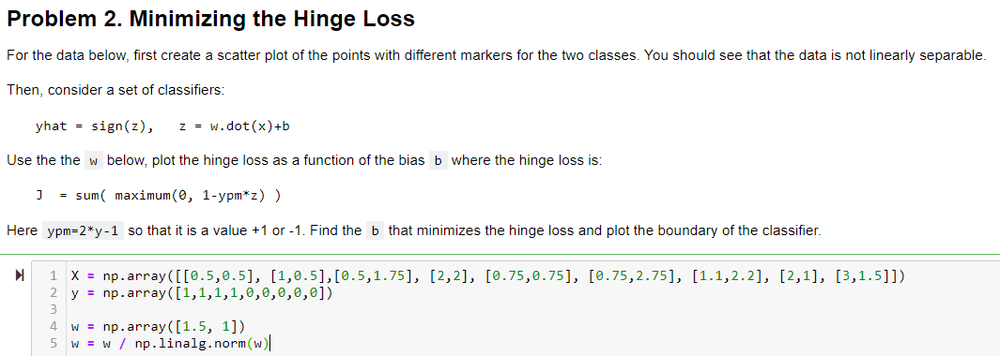 Problem 2. Minimizing the Hinge Loss
For the data below, first create a scatter plot of the points with different markers for the two classes. You should see that the data is not linearly separable.
Then, consider a set of classifiers:
yhat = sign(z),   z = w.dot(x)+b
Use the the w below, plot the hinge loss as a function of the bias b where the hinge loss is:
J  = sum( maximum(0, 1-ypm*z) )
Here ypm=2*y-1 so that it is a value +1 or -1. Find the b that minimizes the hinge loss and plot the boundary of the classifier.
1 X = np.array([[0.5,0.5], [1,0.5],[0.5,1.75], [2,2], [0.75,0.75], [0.75,2.75], [1.1,2.2], [2,1], [3,1.5]])
2 y = np.array([1,1,1,1,0,0,0,0,0])
3
4 w = np.array([1.5, 1])
5 w = w / np.linalg.norm(w)